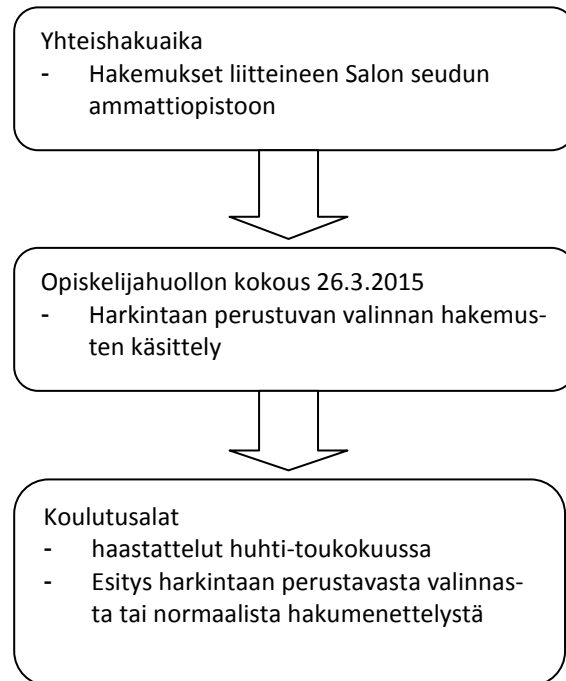 Yhteishakuaika
- Hakemukset liitteineen Salon seudun
ammattiopistoon
Opiskelijahuollon kokous 26.3.2015
- Harkintaan perustuvan valinnan hakemus-
ten käsittely
Koulutusalat
- haastattelut huhti-toukokuussa
- Esitys harkintaan perustavasta valinnas-
ta tai normaalista hakumenettelystä